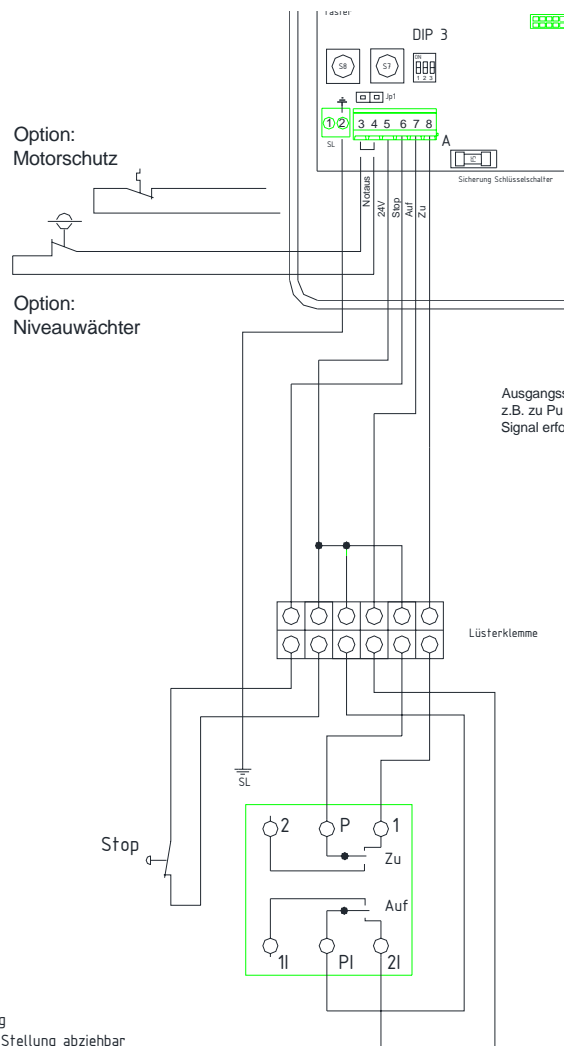 Taster
DIP 3
S8
S7
ON
1 2 3
Jp1
1 2 3 4 5 6 7 8
SL
A
Sicherung Schlüsselschalter
Option:
Motorschutz
Notaus
24V
Stop
Auf
Zu
Option:
Niveauwächter
Ausgangss
z.B. zu Pu
Signal erfo
Lüsterklemme
SL
Stop
2 P 1
Zu
Auf
1I PI 2I
g
Stellung abziehbar